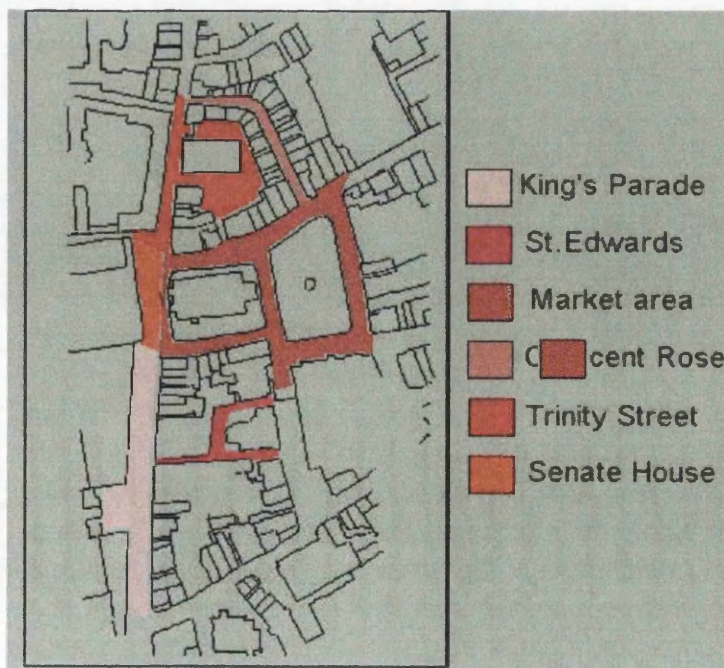 King's Parade
St.Edwards
Market area
Rose
Trinity Street
Senate House